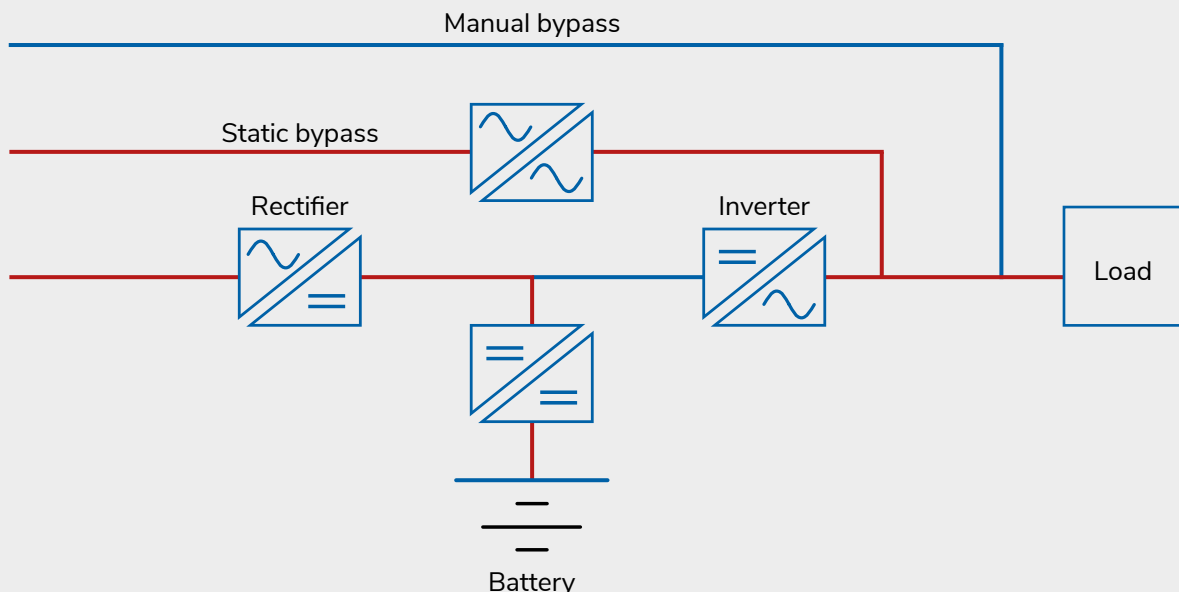 Manual bypass
Static bypass
Rectifier
Inverter
Load
Battery